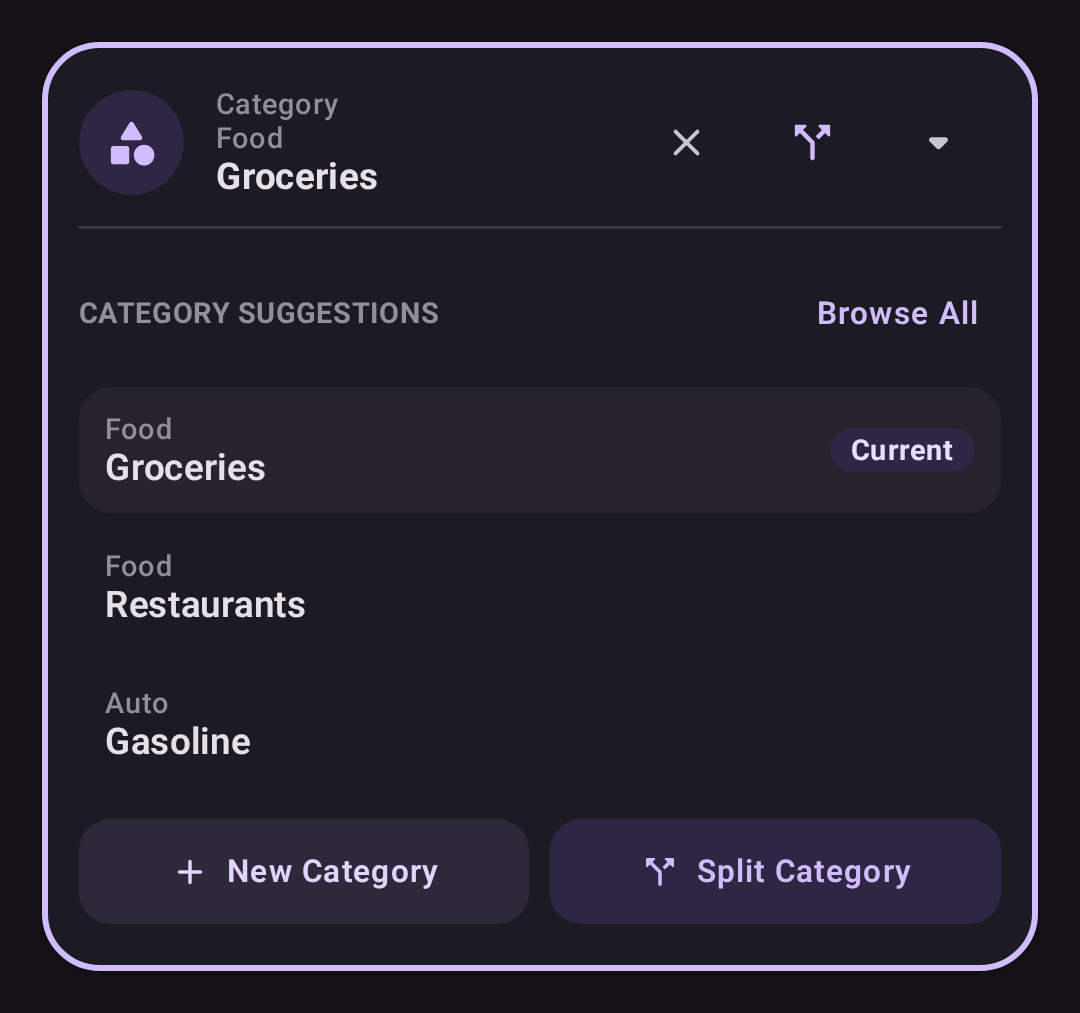 Category
Food
Groceries
CATEGORY SUGGESTIONS
Browse All
Food
Groceries
Current
Food
Restaurants
Auto
Gasoline
New Category
Split Category